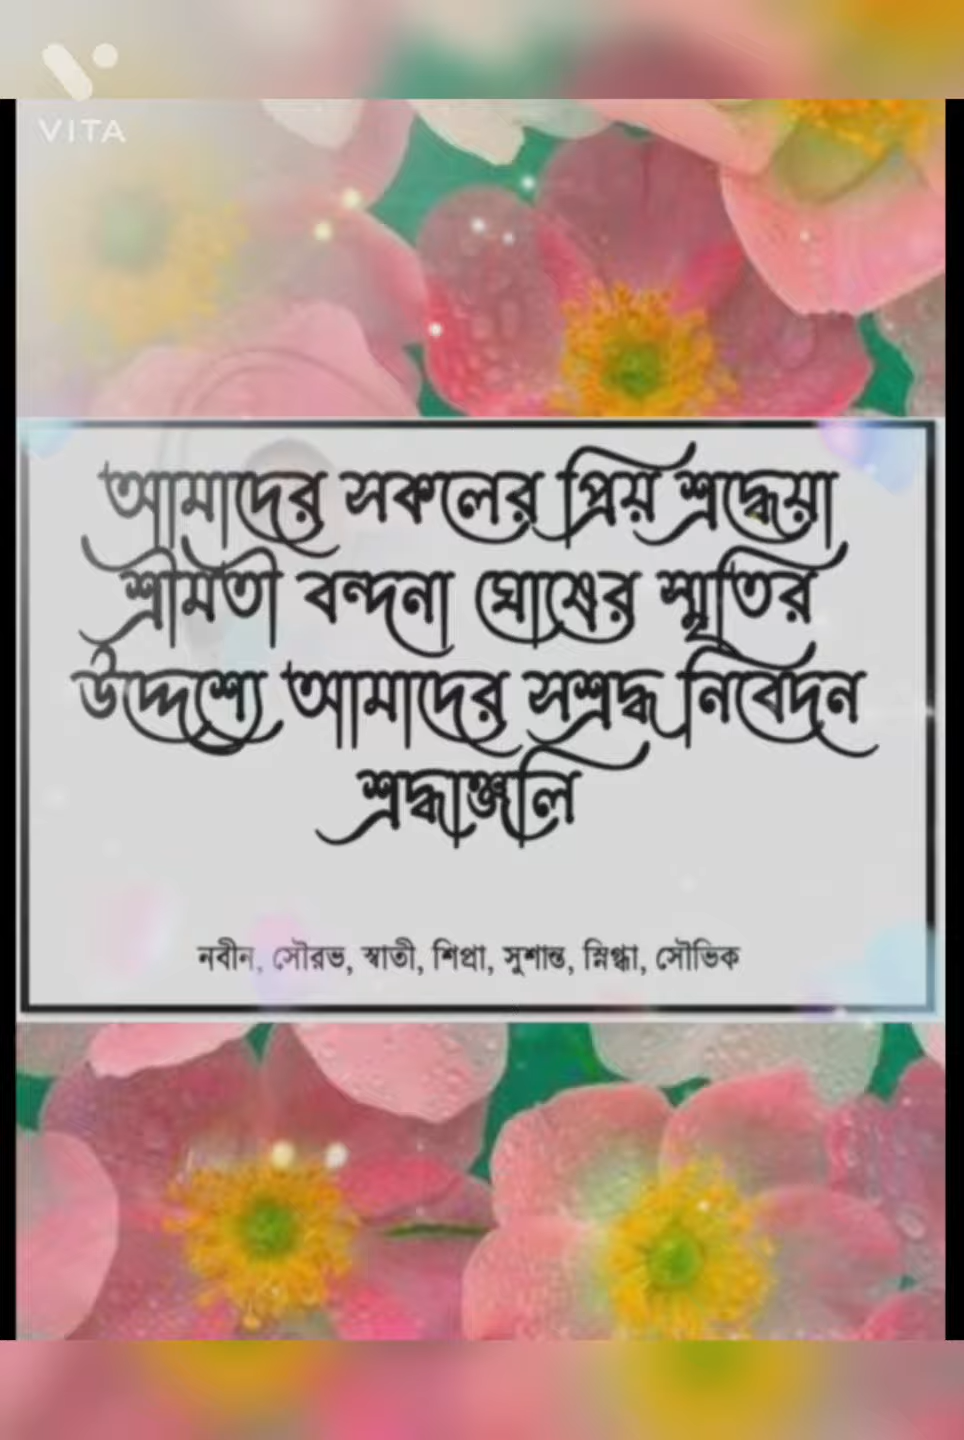 VITA
আমাদের সকলের প্রিয় শ্রদ্ধেয়া
শ্রীমতী বন্দনা ঘোষের স্মৃতির
উদ্দেশ্যে আমাদের সশ্রদ্ধ নিবেদন
শ্রদ্ধাঞ্জলি
নবীন, সৌরভ, স্বাতী, শিপ্রা, সুশান্ত, স্নিগ্ধা, সৌভিক